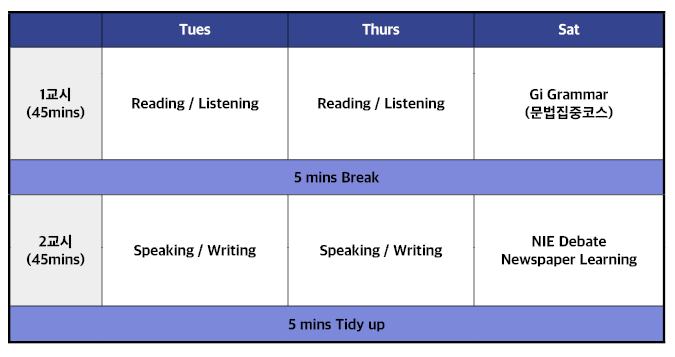 Tues Thurs Sat
1교시
(45mins)
Reading / Listening
Reading / Listening
Gi Grammar
(문법집중코스)
5 mins Break
2교시
(45mins)
Speaking / Writing
Speaking / Writing
NIE Debate
Newspaper Learning
5 mins Tidy up